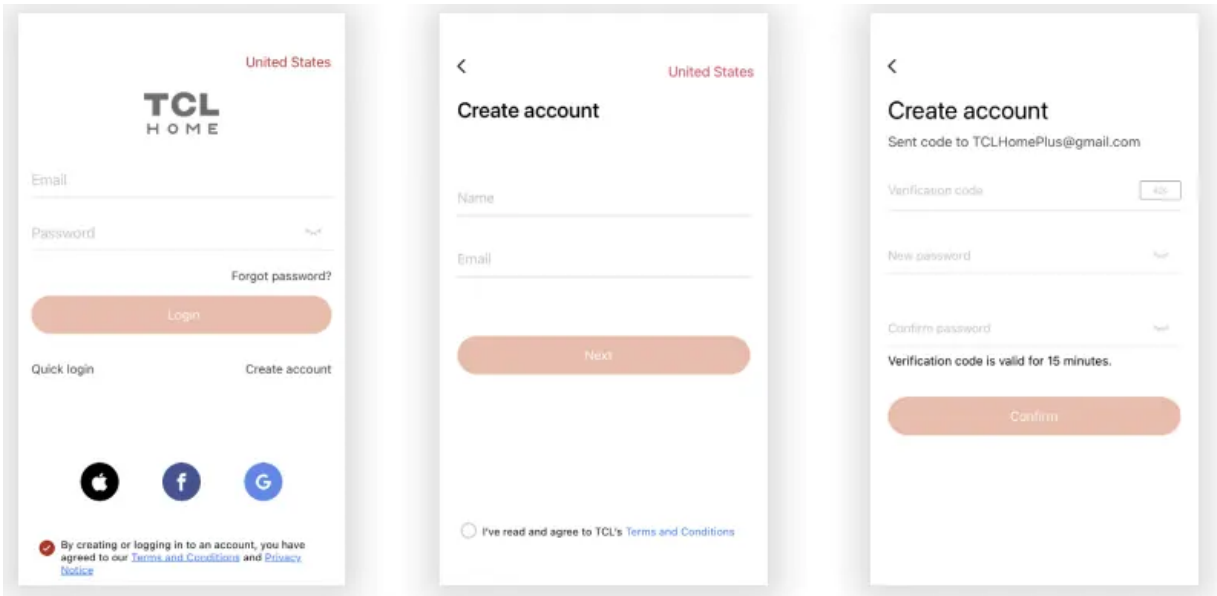 United States
TCL
HOME
Email
Password
Forgot password?
Login
Quick login
Create account
By creating or logging in to an account, you have
agreed to our Terms and Conditions and Privacy
Notice
United States
Create account
Name
Email
Next
I've read and agree to TCL's Terms and Conditions
Create account
Sent code to TCLHomePlus@gmail.com
Verification code
New password
Confirm password
Verification code is valid for 15 minutes.
Confirm